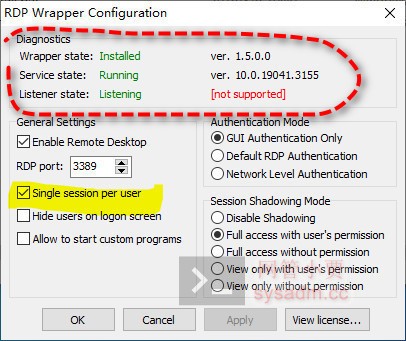 RDP Wrapper Configuration
Diagnostics
Wrapper state: Installed ver. 1.5.0.0
Service state: Running ver. 10.0.19041.3155
Listener state: Listening [not supported]
General Settings
Enable Remote Desktop
RDP port: 3389
Single session per user
Hide users on logon screen
Allow to start custom programs
Authentication Mode
GUI Authentication Only
Default RDP Authentication
Network Level Authentication
Session Shadowing Mode
Disable Shadowing
Full access with user's permission
Full access without permission
View only with user's permission
View only without permission
网管小贾
sysadm.cc
OK Cancel Apply View license...